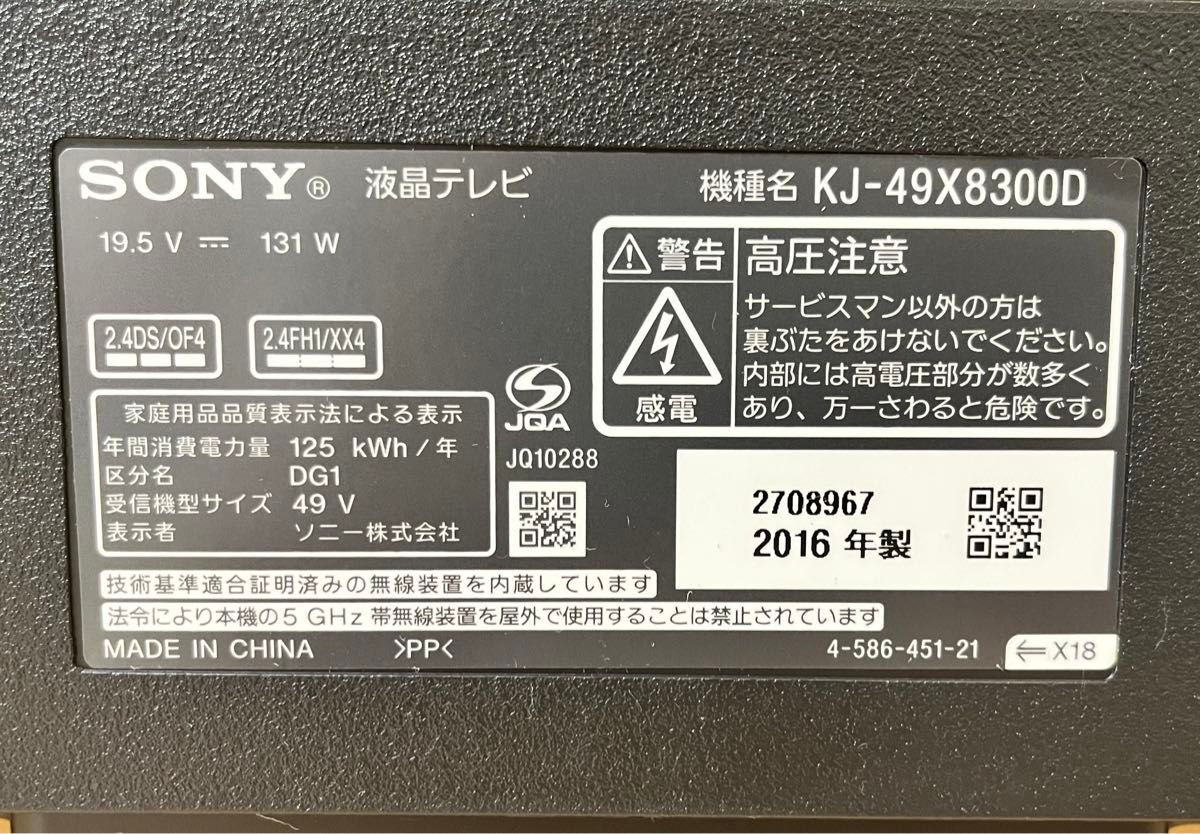 SONY® 液晶テレビ
機種名 KJ-49X8300D
19.5 V ⎓ 131 W
2.4DS/OF4
2.4FH1/XX4
警告
感電
高圧注意
サービスマン以外の方は
裏ぶたをあけないでください。
内部には高電圧部分が数多く
あり、万一さわると危険です。
家庭用品品質表示法による表示
年間消費電力量 125 kWh/年
区分名 DG1
受信機型サイズ 49 V
表示者 ソニー株式会社
JQA
JQ10288
2708967
2016 年製
技術基準適合証明済みの無線装置を内蔵しています
法令により本機の5 GHz 帯無線装置を屋外で使用することは禁止されています
MADE IN CHINA >PP<
4-586-451-21
⇐ X18